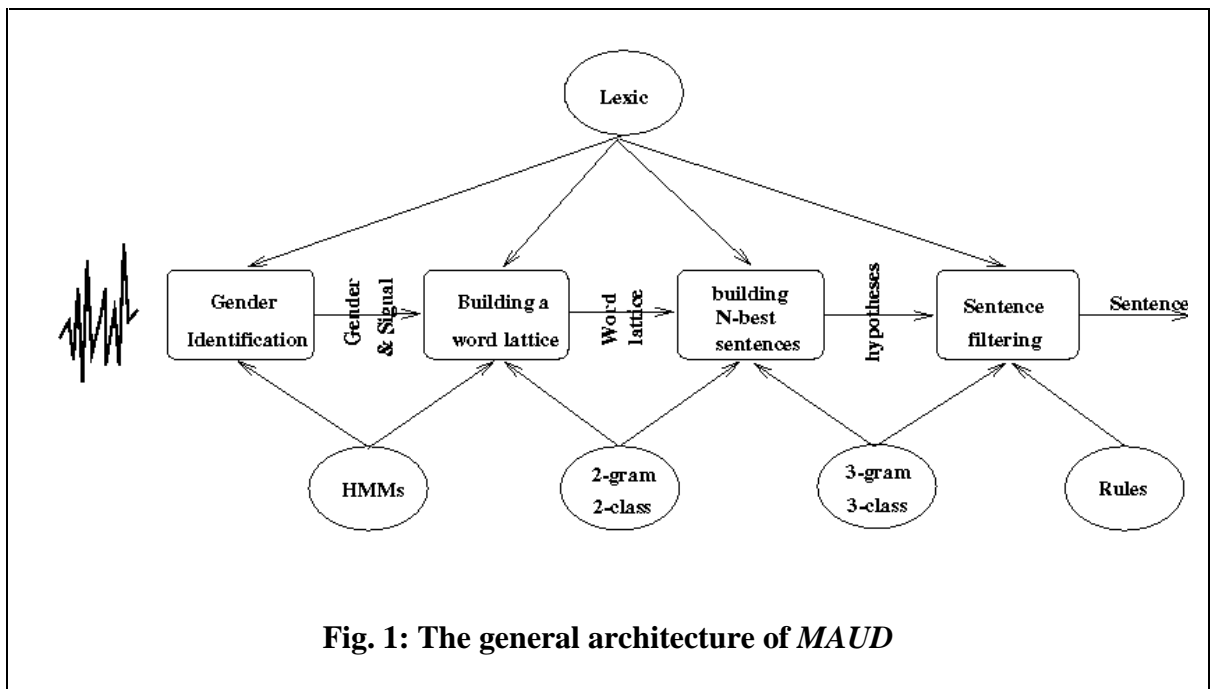 Lexic
Gender
Identification
Gender
& Signal
Building a
word lattice
Word
lattice
building
N-best
sentences
hypotheses
Sentence
filtering
Sentence
HMMs
2-gram
2-class
3-gram
3-class
Rules
Fig. 1: The general architecture of MAUD